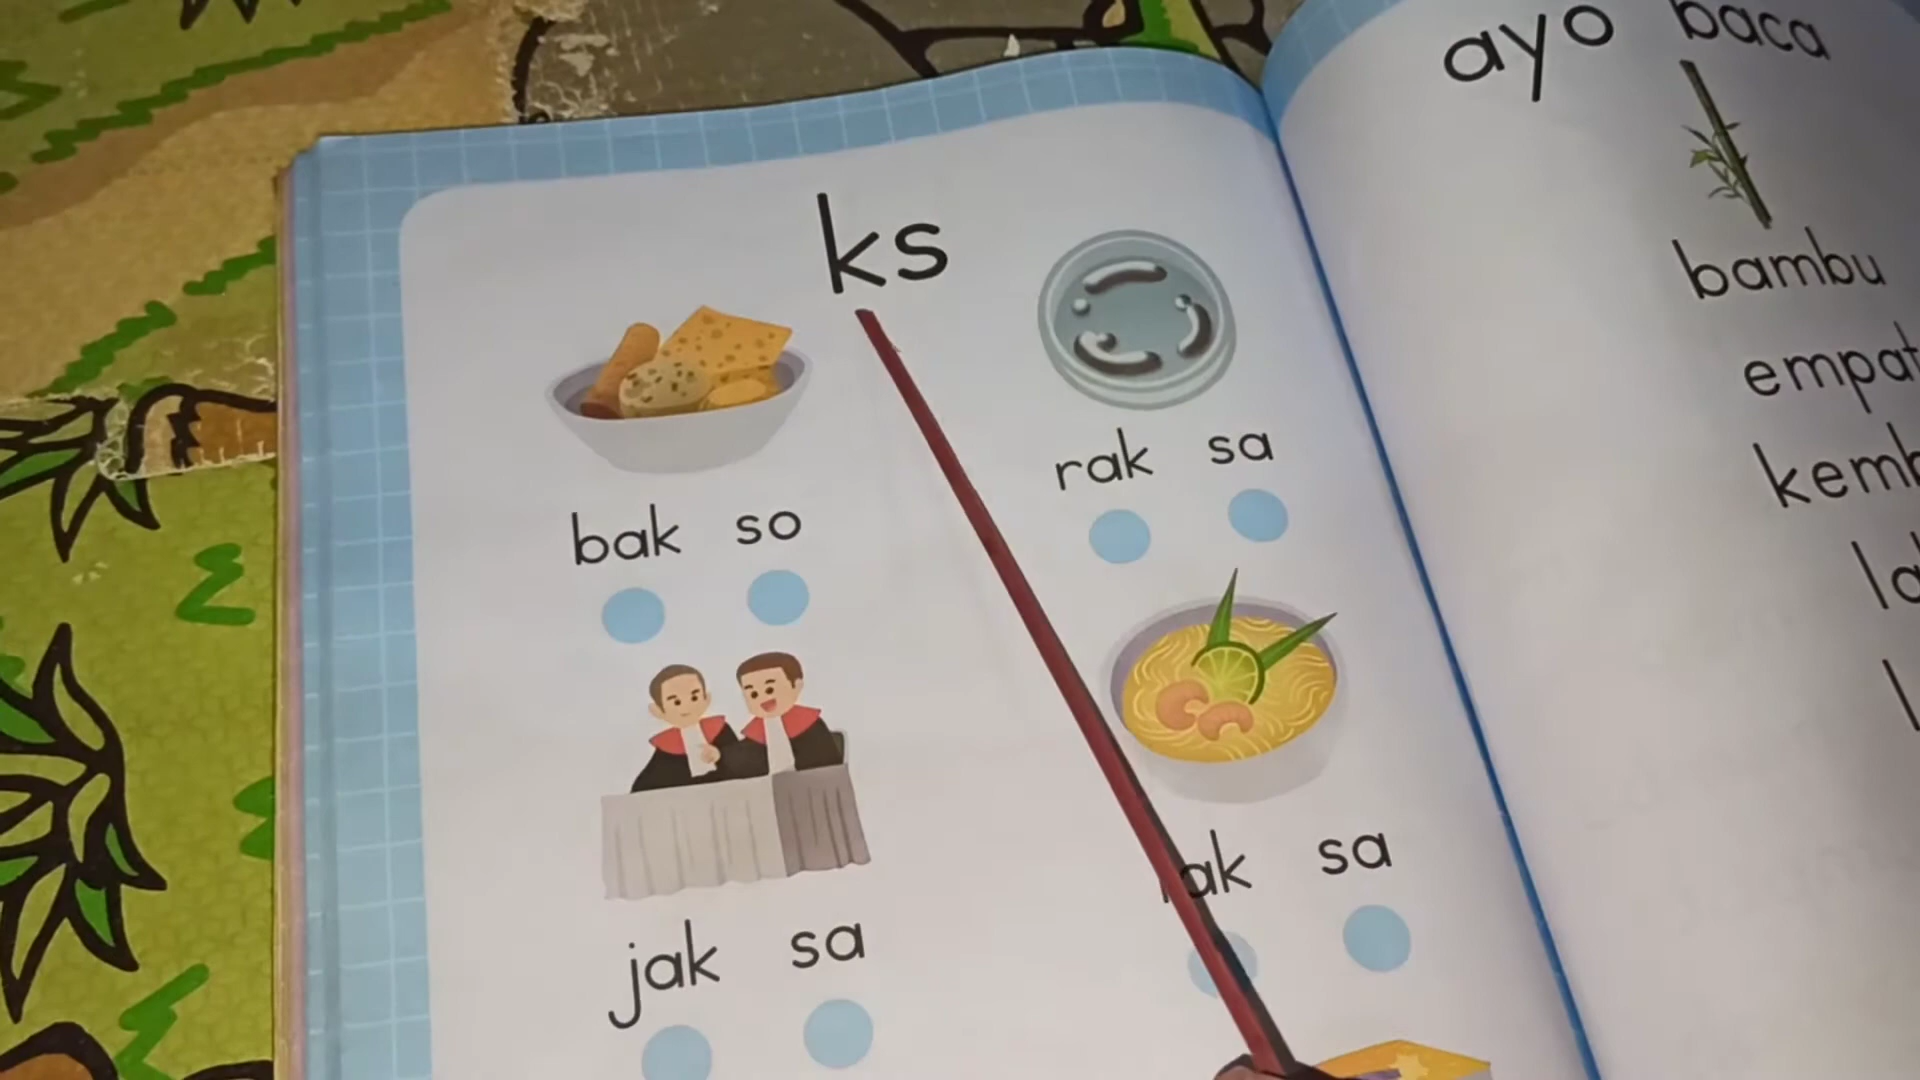 ks
bak so
rak sa
jak sa
sa
ayo baca
bambu
empat